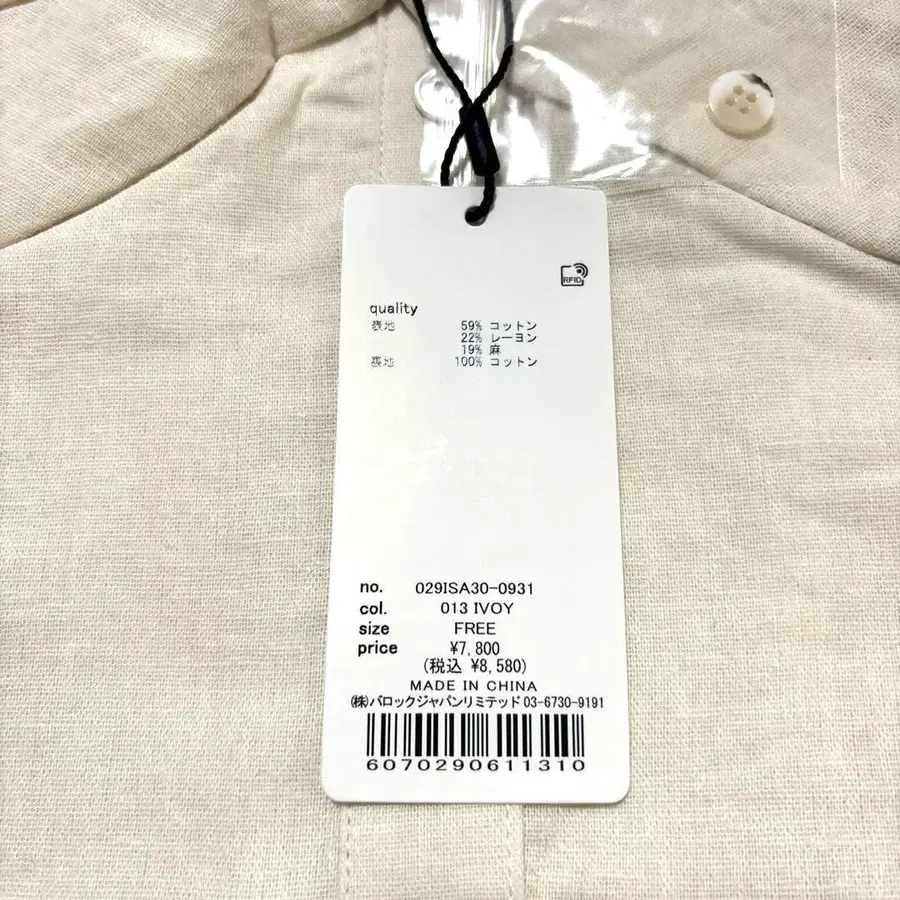 RFID
quality
表地 59% コットン
22% レーヨン
19% 麻
裏地 100% コットン
no. 029ISA30-0931
col. 013 IVOY
size FREE
price ¥7,800
(税込 ¥8,580)
MADE IN CHINA
(株)バロックジャパンリミテッド 03-6730-9191
6070290611310